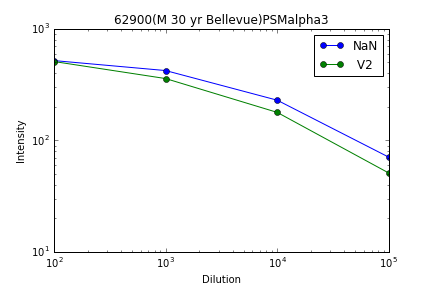 62900(M 30 yr Bellevue)PSMalpha3
10³
NaN
V2
10²
Intensity
10¹
10² 10³ 10⁴ 10⁵
Dilution